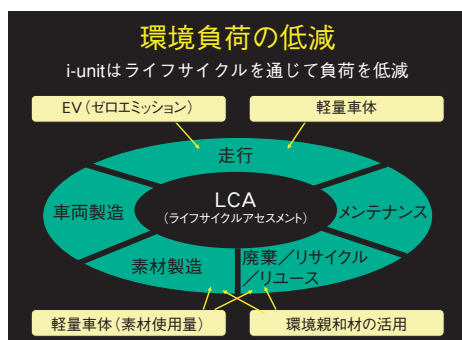 環境負荷の低減
i-unitはライフサイクルを通じて負荷を低減
EV(ゼロエミッション)
軽量車体
走行
車両製造
LCA
(ライフサイクルアセスメント)
メンテナンス
素材製造
廃棄／リサイクル
／リユース
軽量車体(素材使用量)
環境親和材の活用